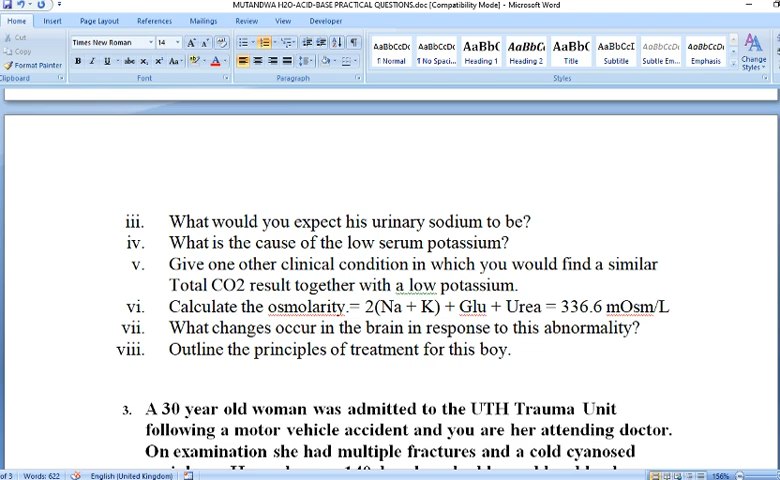 MUTANDWA H2O-ACID-BASE PRACTICAL QUESTIONS.doc [Compatibility Mode] - Microsoft Word
Home Insert Page Layout References Mailings Review View Developer
Cut
Copy
Format Painter
Clipboard
Times New Roman 14
Font
Paragraph
AaBbCcDc AaBbCcDc AaBbC AaBbC AaBbC AaBbCcI AaBbCcDc AaBbCcDc
¶ Normal ¶ No Spaci... Heading 1 Heading 2 Title Subtitle Subtle Em... Emphasis
Change Styles
Styles
iii. What would you expect his urinary sodium to be?
iv. What is the cause of the low serum potassium?
v. Give one other clinical condition in which you would find a similar
Total CO2 result together with a low potassium.
vi. Calculate the osmolarity.= 2(Na + K) + Glu + Urea = 336.6 mOsm/L
vii. What changes occur in the brain in response to this abnormality?
viii. Outline the principles of treatment for this boy.
3. A 30 year old woman was admitted to the UTH Trauma Unit
following a motor vehicle accident and you are her attending doctor.
On examination she had multiple fractures and a cold cyanosed
of 3 Words: 622 English (United Kingdom) 156%